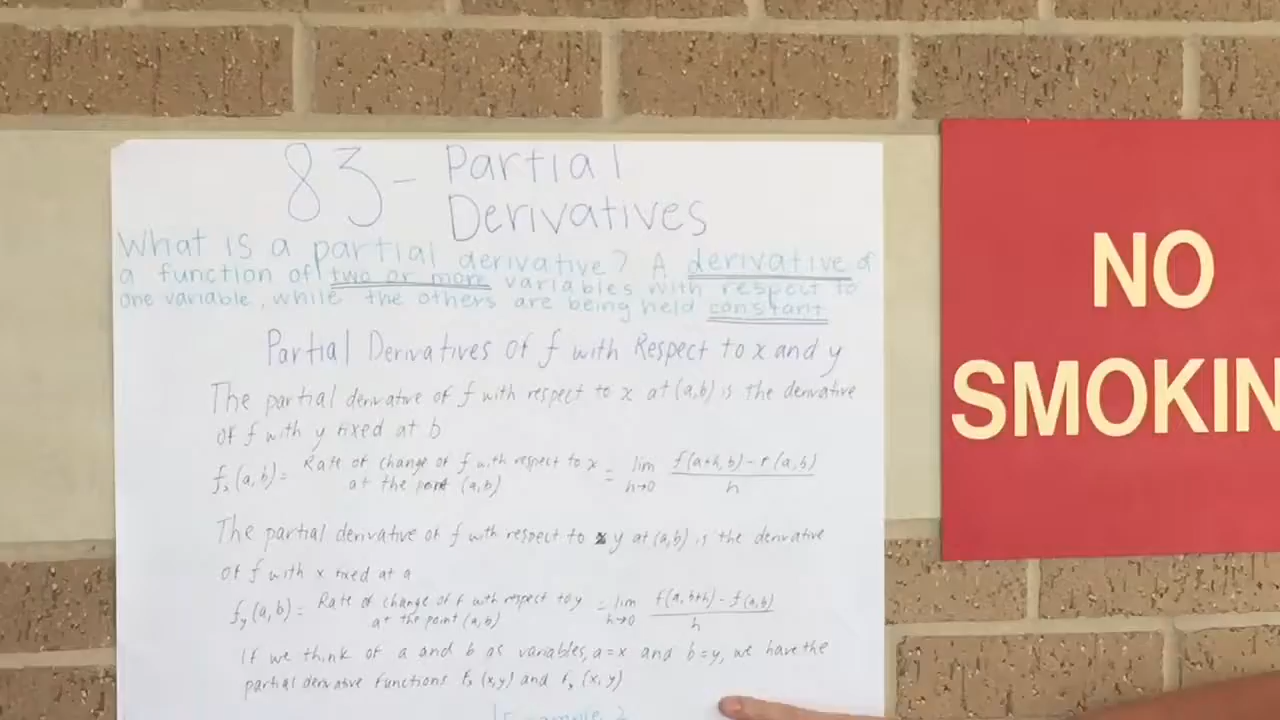 83 - Partial
Derivatives
What is a partial derivative? A derivative of
a function of two or more variables with respect to
one variable, while the others are being held constant
Partial Derivatives Of f with Respect to x and y
The partial derivative of f with respect to x at (a,b) is the derivative
of f with y fixed at b
fx(a,b) = Rate of change of f with respect to x at the point (a,b) = lim h→0 f(a+h,b) - f(a,b) / h
The partial derivative of f with respect to y at (a,b) is the derivative
of f with x fixed at a
fy(a,b) = Rate of change of f with respect to y at the point (a,b) = lim h→0 f(a,b+h) - f(a,b) / h
If we think of a and b as variables, a=x and b=y, we have the
partial derivative functions fx (x,y) and fy (x,y)
NO
SMOKIN